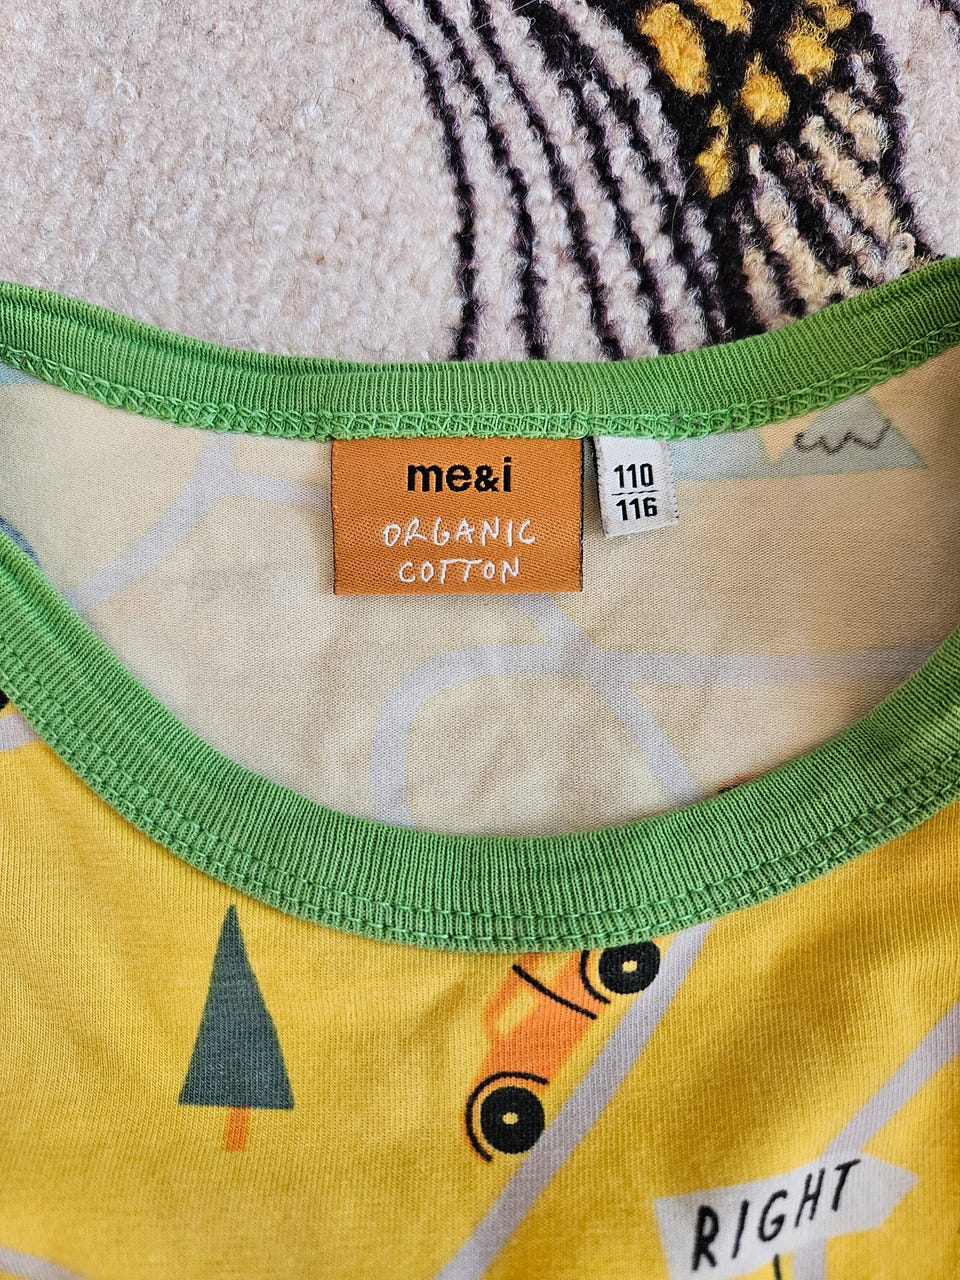 me&i
ORGANIC
COTTON
110
116
RIGHT